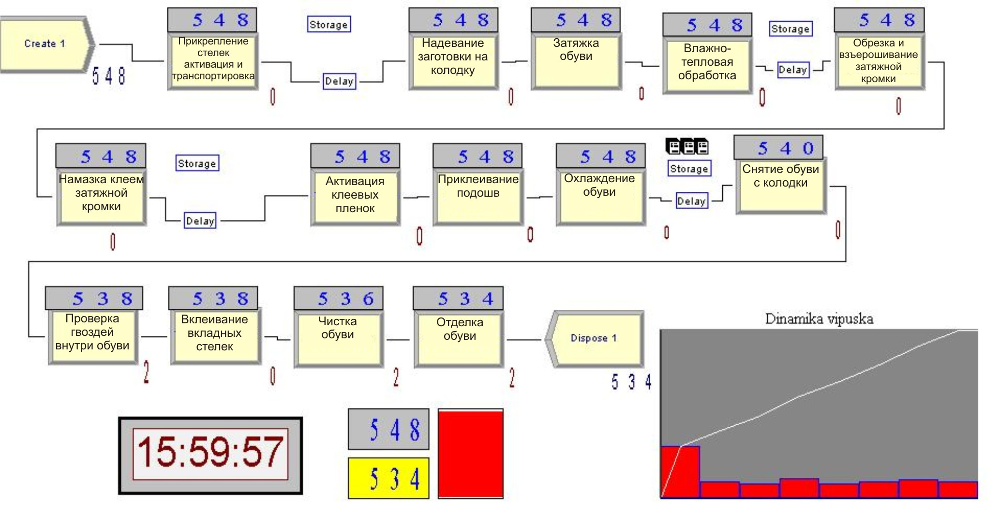 5 4 8
Storage
5 4 8
5 4 8
5 4 8
Storage
5 4 8
Create 1
548
Прикрепление
стелек
активация и
транспортировка
0
Delay
Надевание
заготовки на
колодку
0
Затяжка
обуви
0
Влажно-
тепловая
обработка
0
Delay
Обрезка и
взъерошивание
затяжной
кромки
0
5 4 8
Намазка клеем
затяжной
кромки
0
Storage
Delay
5 4 8
Активация
клеевых
пленок
0
5 4 8
Приклеивание
подошв
0
5 4 8
Охлаждение
обуви
0
Storage
Delay
5 4 0
Снятие обуви
с колодки
0
5 3 8
Проверка
гвоздей
внутри обуви
2
5 3 8
Вклеивание
вкладных
стелек
0
5 3 6
Чистка
обуви
2
5 3 4
Отделка
обуви
2
Dispose 1
5 3 4
Dinamika vipuska
15:59:57
5 4 8
5 3 4